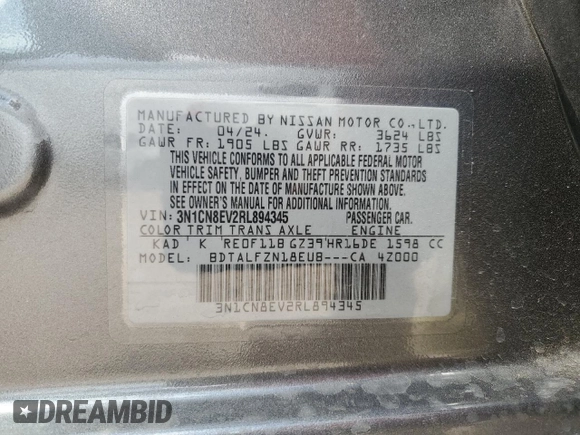 MANUFACTURED BY NISSAN MOTOR CO.,LTD.
DATE: 04/24. GVWR: 3624 LBS
GAWR FR: 1905 LBS GAWR RR: 1735 LBS
THIS VEHICLE CONFORMS TO ALL APPLICABLE FEDERAL MOTOR
VEHICLE SAFETY, BUMPER AND THEFT PREVENTION STANDARDS
IN EFFECT ON THE DATE OF MANUFACTURE SHOWN ABOVE.
SEE OWNER'S MANUAL FOR ADDITIONAL INFORMATION.
VIN: 3N1CN8EV2RL894345 PASSENGER CAR.
COLOR TRIM TRANS AXLE ENGINE
KAD K RE0F11B GZ39 HR16DE 1598 CC
MODEL: BDTALFZN18EUB---CA 4Z000
3N1CN8EV2RL894345
DREAMBID